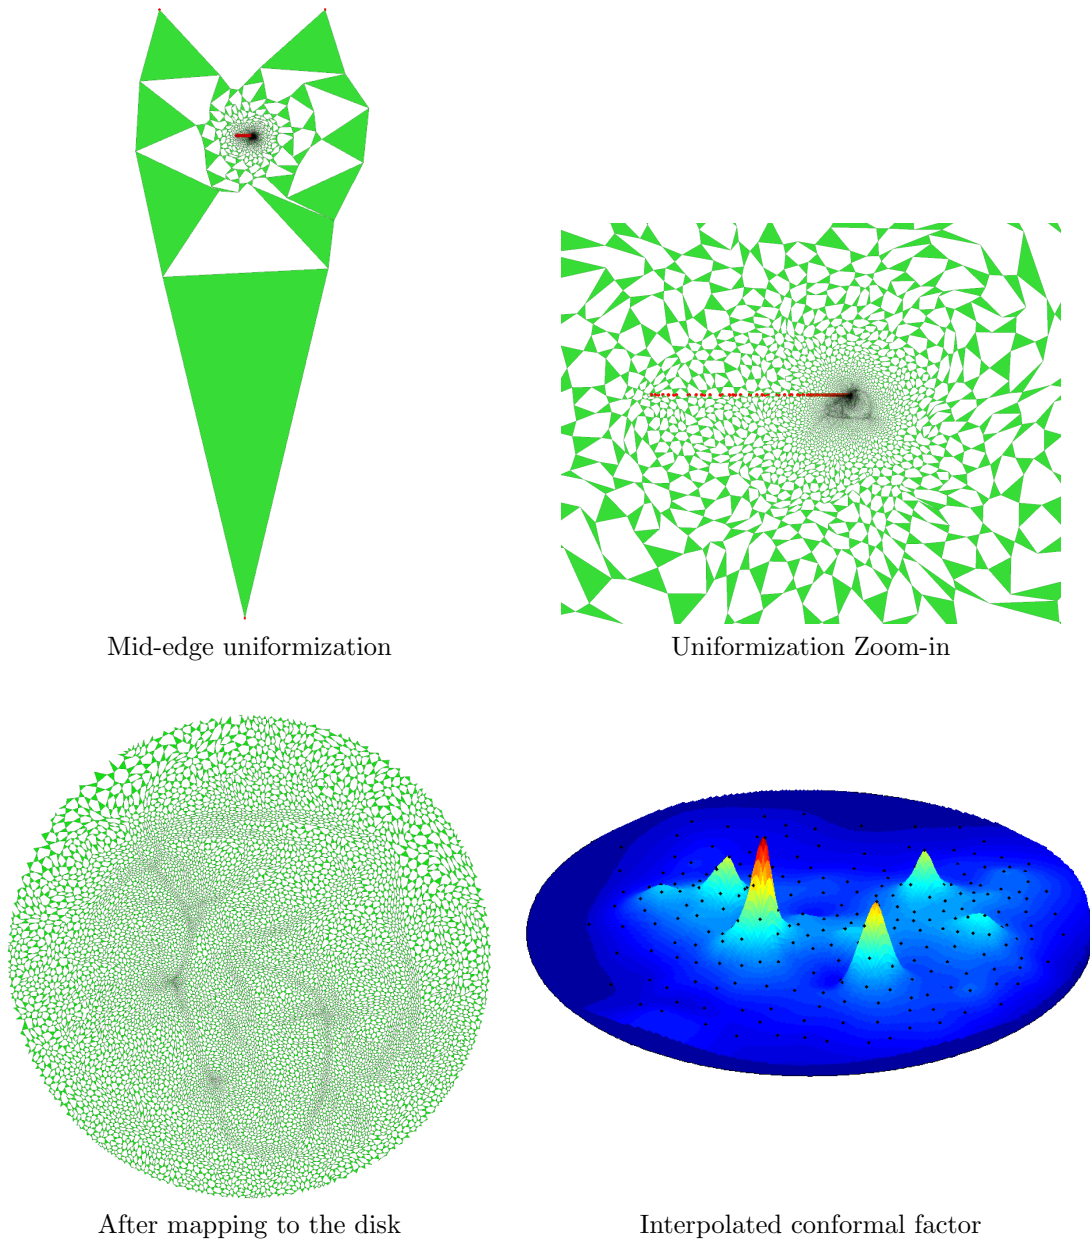 Mid-edge uniformization
Uniformization Zoom-in
After mapping to the disk
Interpolated conformal factor